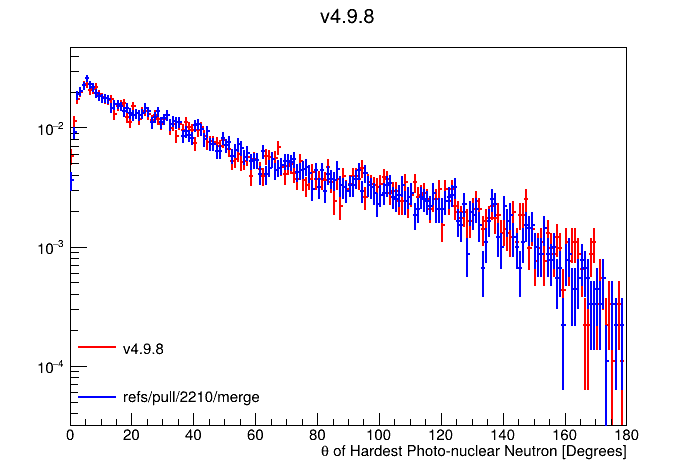 v4.9.8
10⁻²
10⁻³
10⁻⁴
v4.9.8
refs/pull/2210/merge
0 20 40 60 80 100 120 140 160 180
θ of Hardest Photo-nuclear Neutron [Degrees]